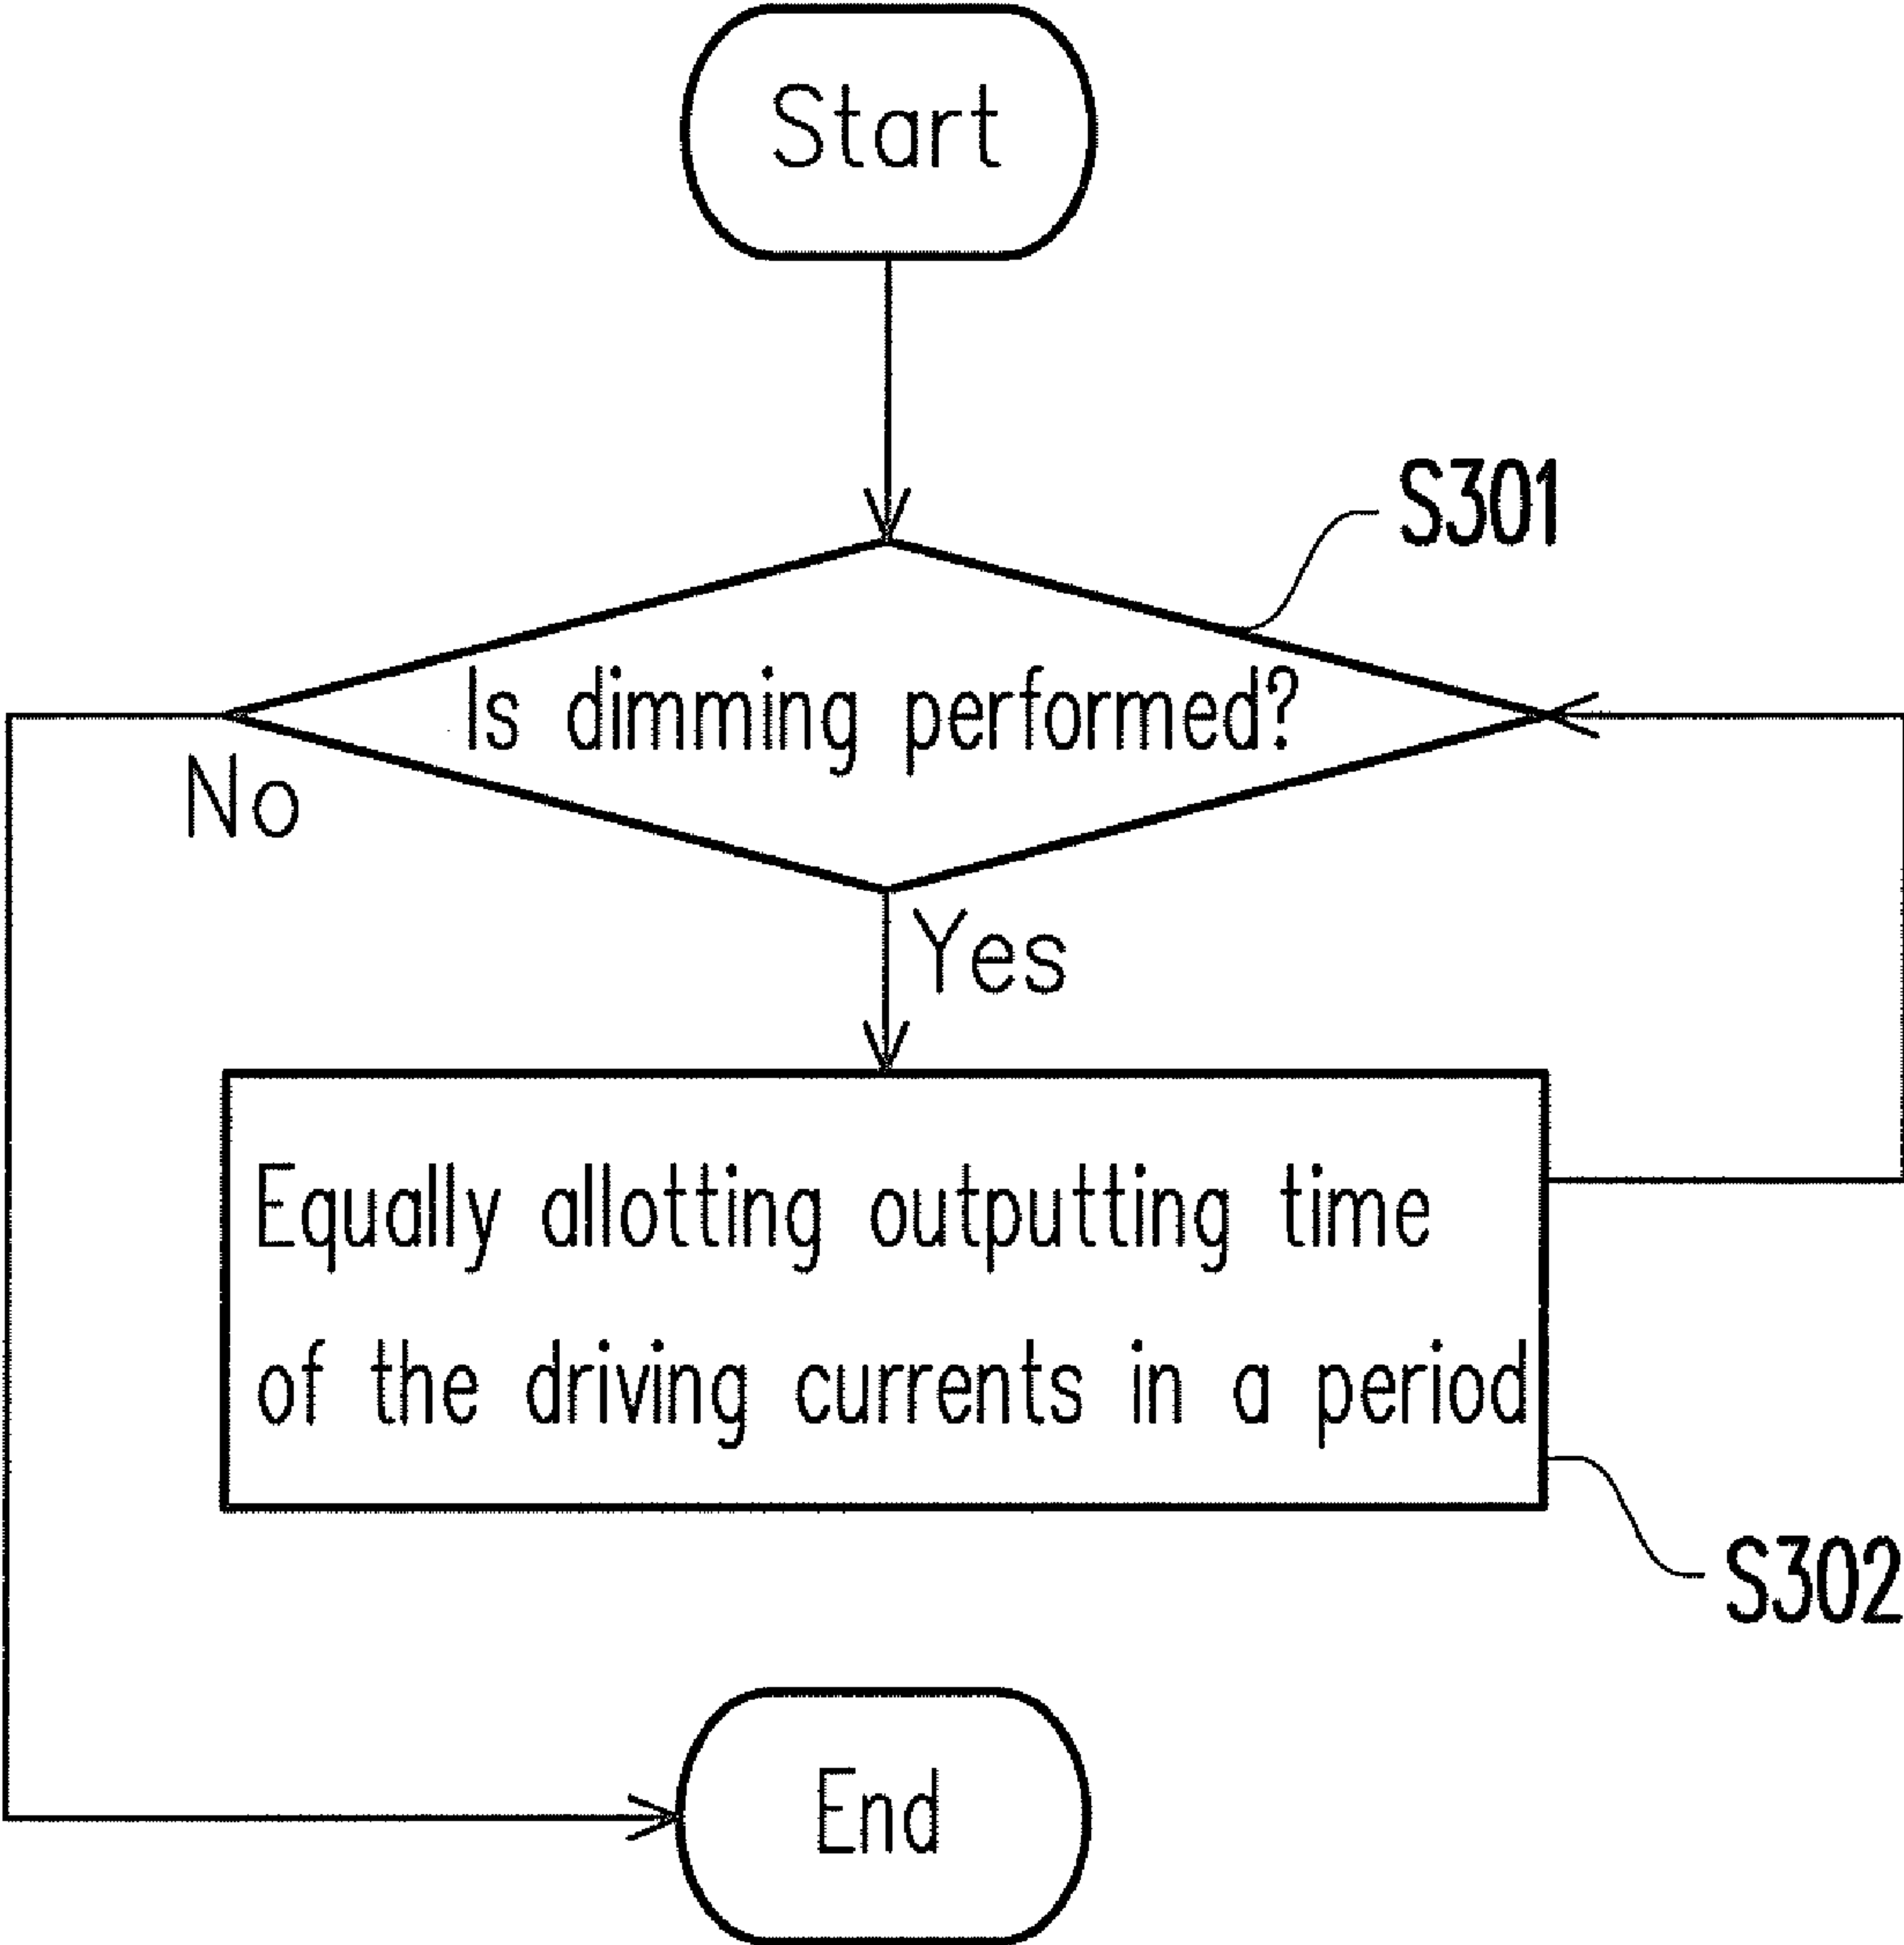 Start
S301
Is dimming performed?
No
Yes
Equally allotting outputting time
of the driving currents in a period
S302
End